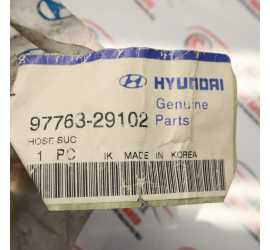 HYUNDAI
Genuine
97763-29102 Parts
HOSE SUC
1 PC IK MADE IN KOREA